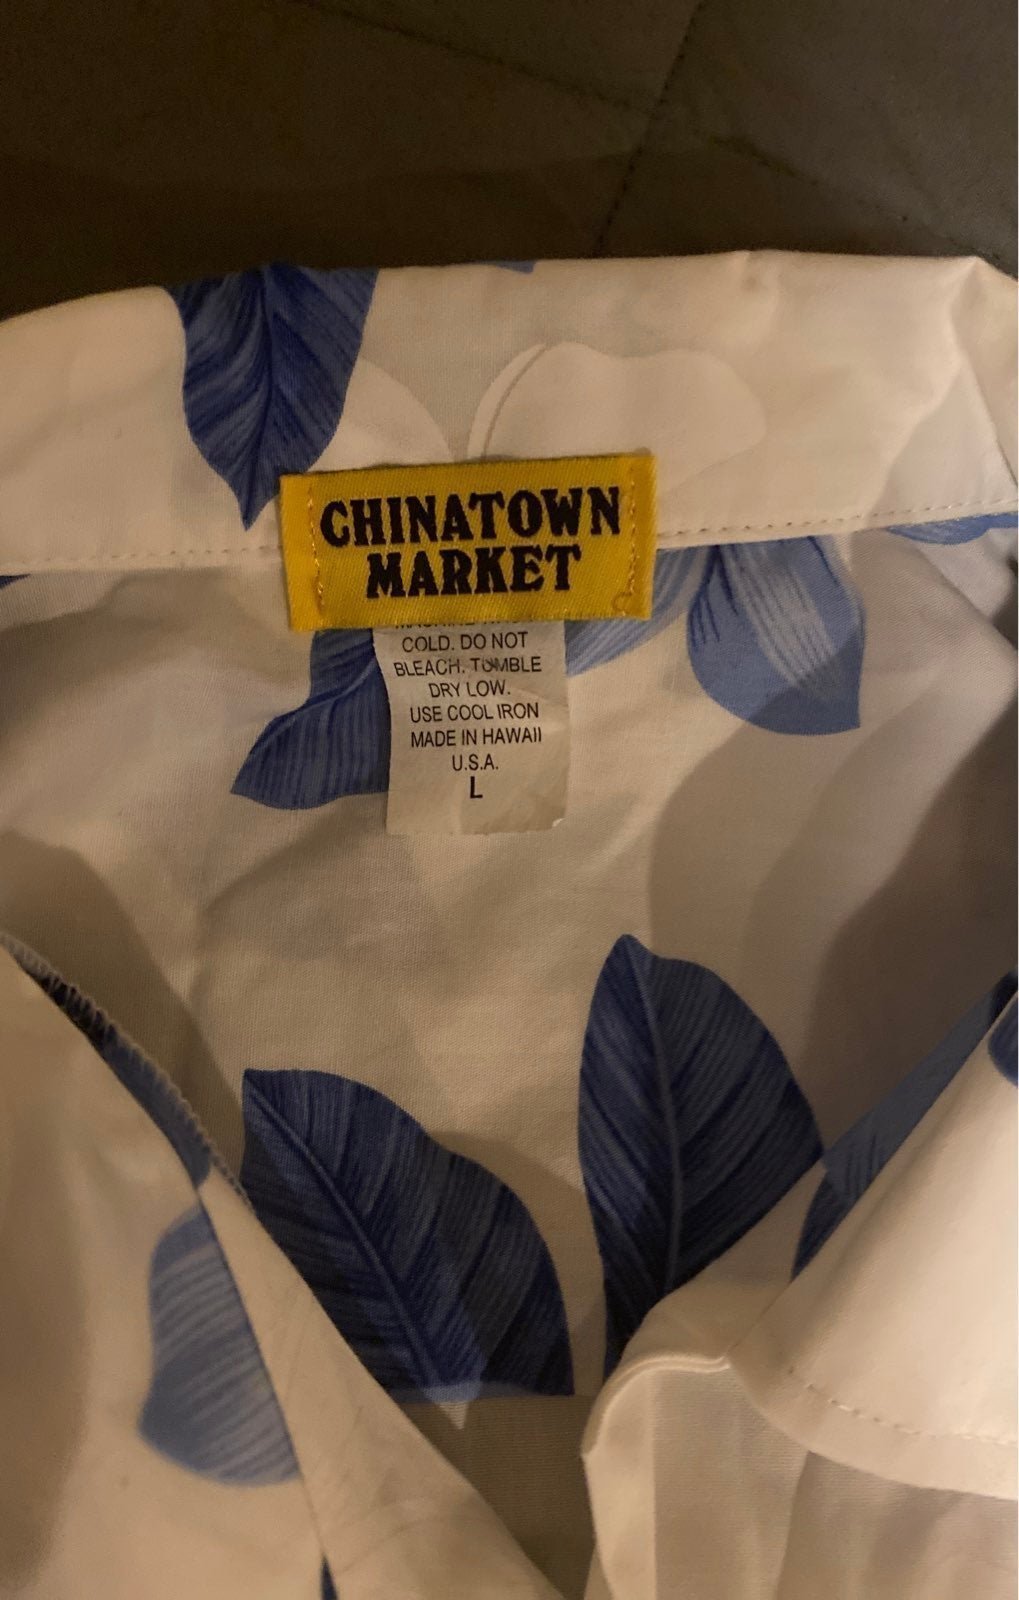 CHINATOWN
MARKET
COLD. DO NOT
BLEACH. TUMBLE
DRY LOW.
USE COOL IRON
MADE IN HAWAII
U.S.A.
L